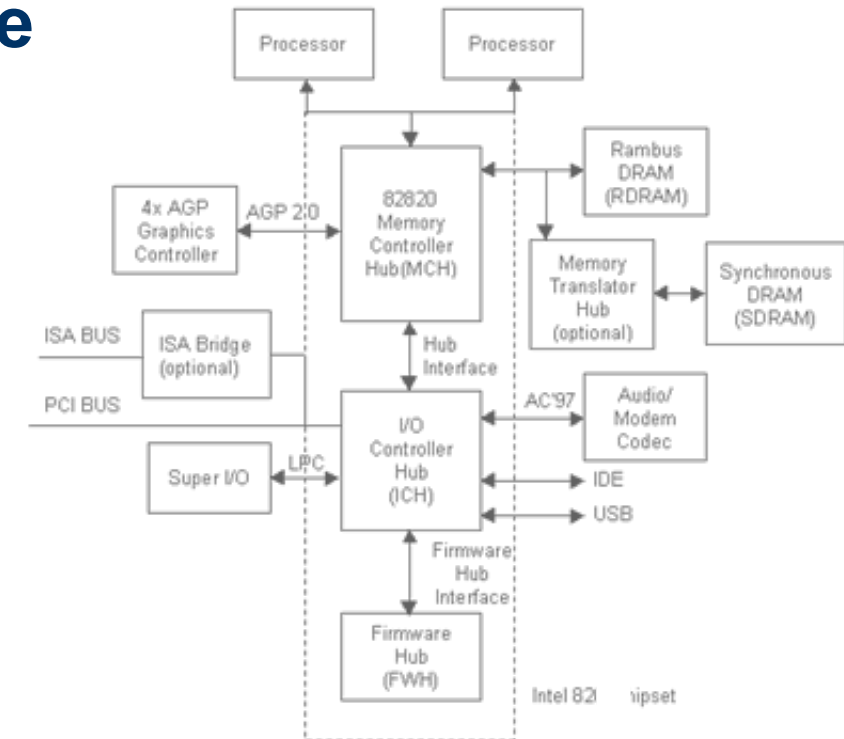 e
Processor
Processor
82820
Memory
Controller
Hub(MCH)
Rambus
DRAM
(RDRAM)
4x AGP
Graphics
Controller
AGP 2.0
Memory
Translator
Hub
(optional)
Synchronous
DRAM
(SDRAM)
ISA BUS
ISA Bridge
(optional)
Hub
Interface
PCI BUS
I/O
Controller
Hub
(ICH)
AC'97
Audio/
Modem
Codec
Super I/O
LPC
IDE
USB
Firmware
Hub
Interface
Firmware
Hub
(FWH)
Intel